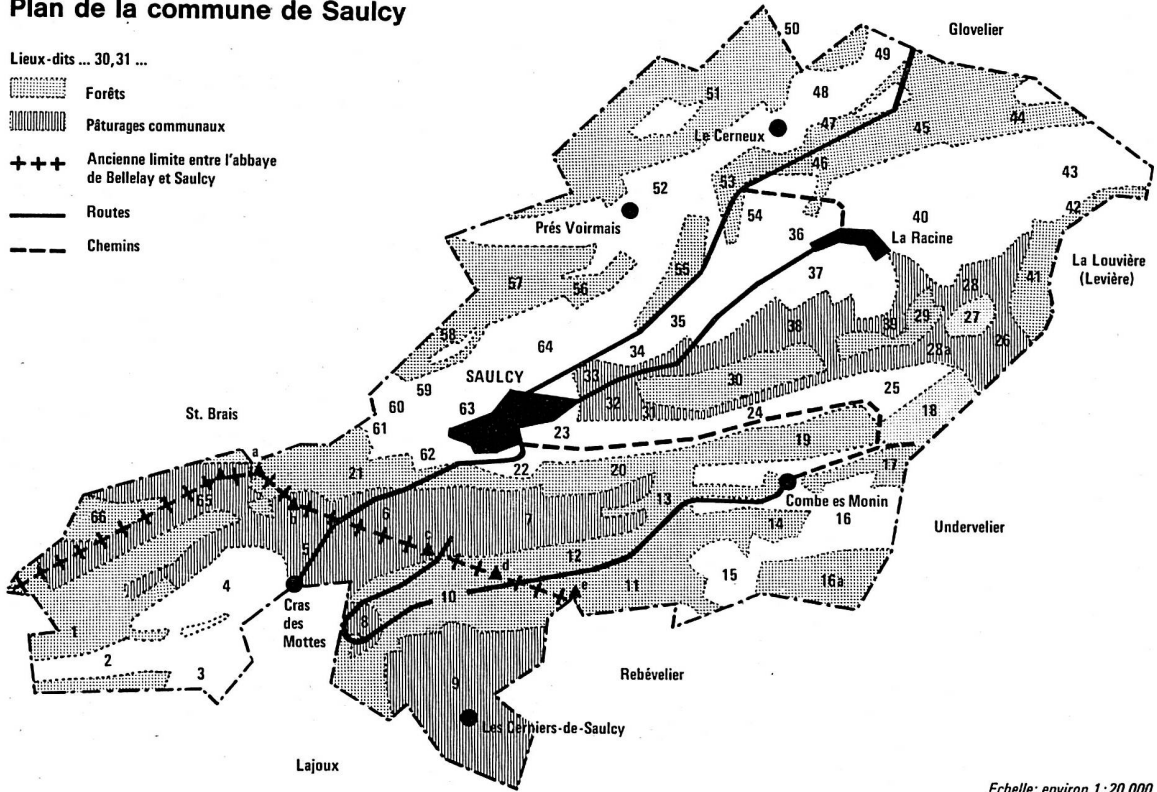 Plan de la commune de Saulcy
Lieux-dits ... 30,31 ...
Forêts
Pâturages communaux
Ancienne limite entre l'abbaye
de Bellelay et Saulcy
Routes
Chemins
50
Glovelier
49
51
48
Le Cerneux
47
45
44
46
43
53
52
42
54
40
Prés Voirmais
36
La Racine
55
37
La Louvière
(Levière)
41
57
56
28
29
27
39
38
35
26
58
64
34
28a
SAULCY
33
30
59
32
31
25
60
63
24
18
St. Brais
61
23
62
19
a
22
20
21
17
65
Combe es Monin
66
b
6
13
7
16
Undervelier
c
14
5
12
d
15
4
16a
11
e
10
Cras
des
Mottes
8
1
2
3
9
Rebévelier
Les Cerniers-de-Saulcy
Lajoux
Echelle: environ 1:20 000